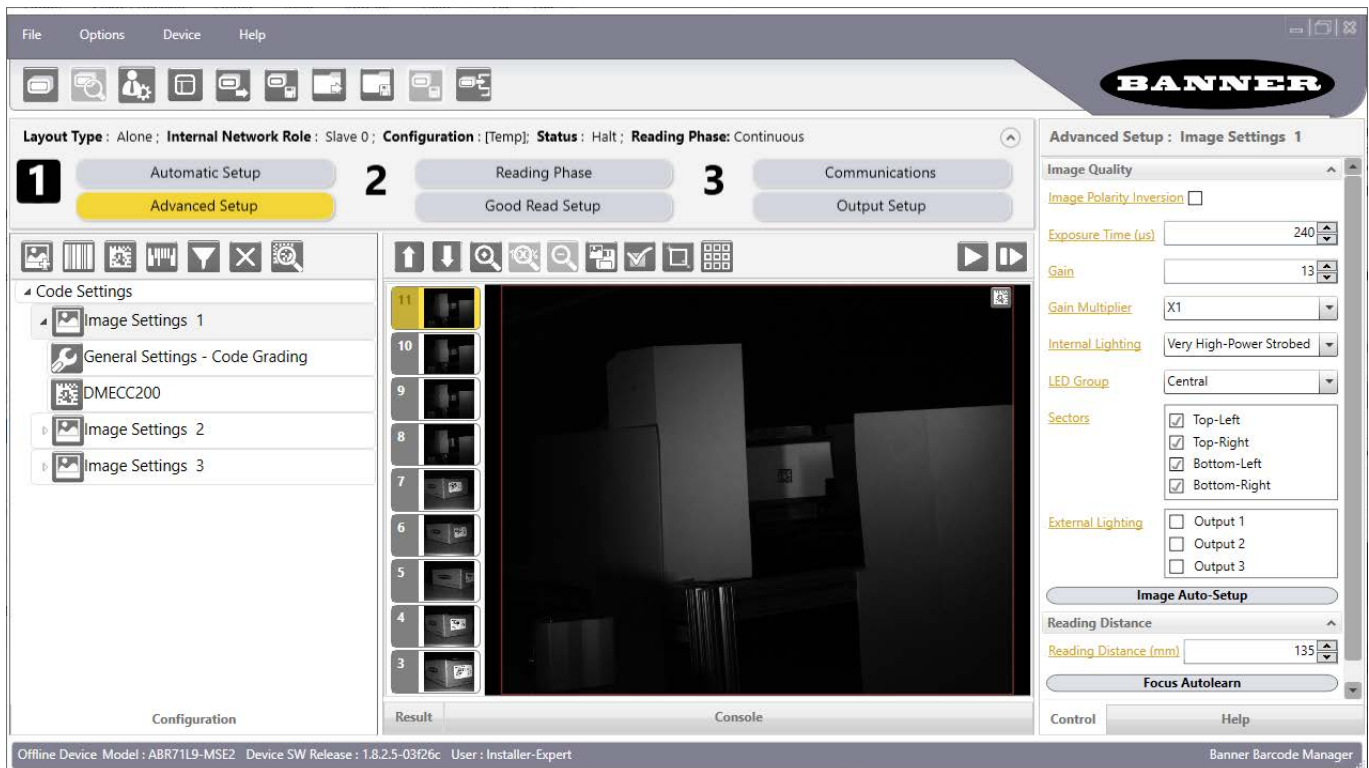 File Options Device Help
BANNER
Layout Type : Alone ; Internal Network Role : Slave 0 ; Configuration : [Temp]; Status : Halt ; Reading Phase: Continuous
1 Automatic Setup 2 Reading Phase 3 Communications
Advanced Setup Good Read Setup Output Setup
Code Settings
Image Settings 1
General Settings - Code Grading
DMECC200
Image Settings 2
Image Settings 3
Configuration
11
10
9
8
7
6
5
4
3
Result Console
Advanced Setup : Image Settings 1
Image Quality
Image Polarity Inversion
Exposure Time (µs) 240
Gain 13
Gain Multiplier X1
Internal Lighting Very High-Power Strobed
LED Group Central
Sectors Top-Left
Top-Right
Bottom-Left
Bottom-Right
External Lighting Output 1
Output 2
Output 3
Image Auto-Setup
Reading Distance
Reading Distance (mm) 135
Focus Autolearn
Control Help
Offline Device Model : ABR71L9-MSE2 Device SW Release : 1.8.2.5-03f26c User : Installer-Expert Banner Barcode Manager